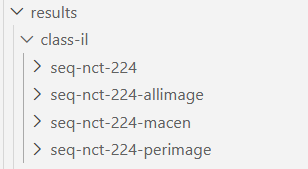 results
class-il
seq-nct-224
seq-nct-224-allimage
seq-nct-224-macen
seq-nct-224-perimage